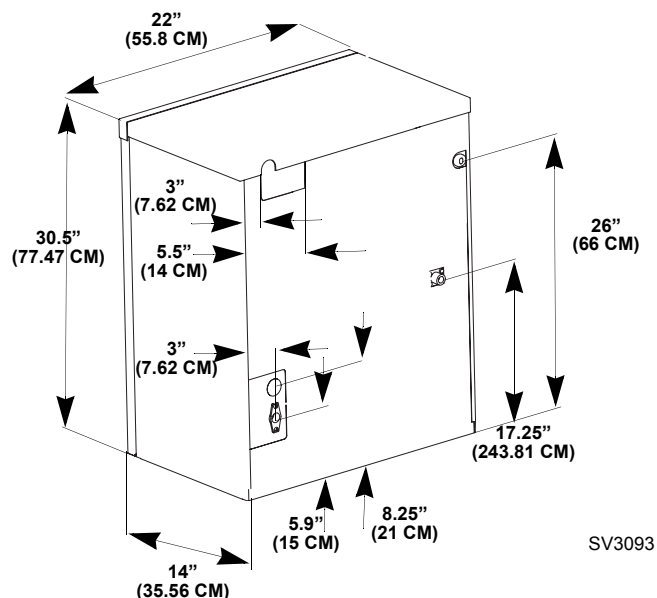 22”
(55.8 CM)
3”
(7.62 CM)
30.5”
(77.47 CM)
5.5”
(14 CM)
26”
(66 CM)
3”
(7.62 CM)
17.25”
(243.81 CM)
5.9”
(15 CM)
8.25”
(21 CM)
SV3093
14”
(35.56 CM)